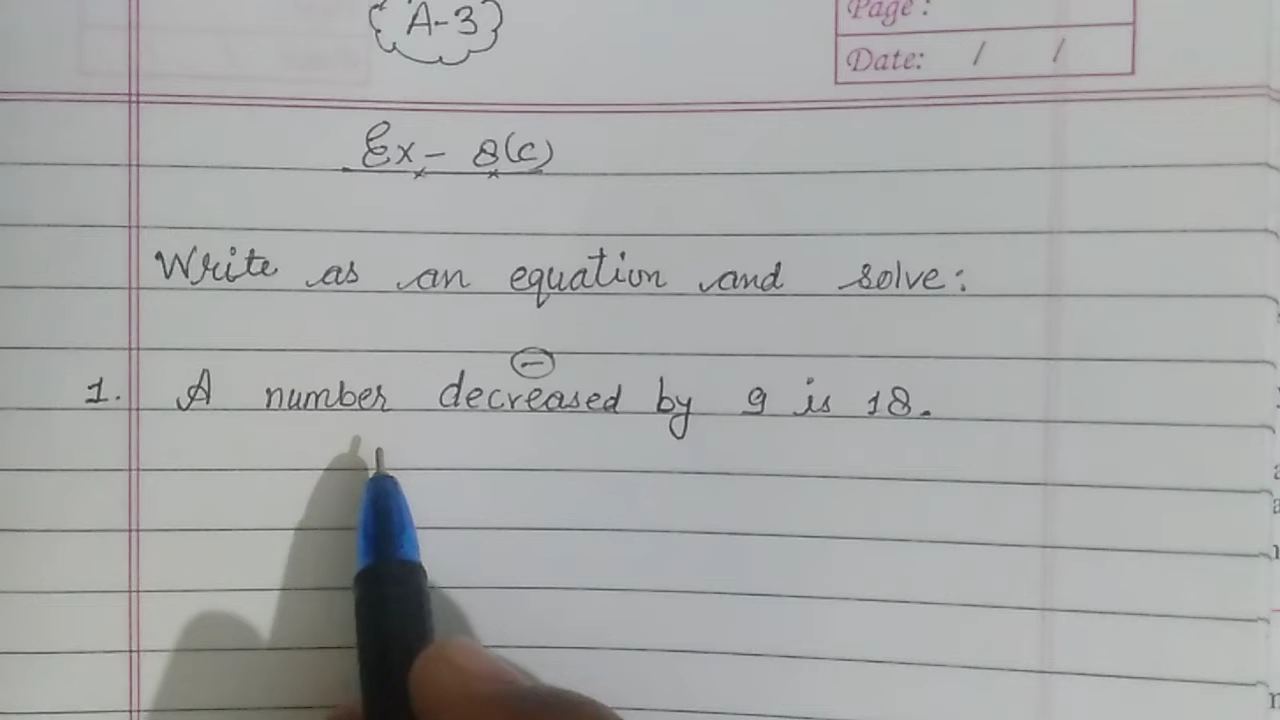 A-3
Page :
Date: / /
Ex - 8(c)
Write as an equation and solve:
-
1. A number decreased by 9 is 18.